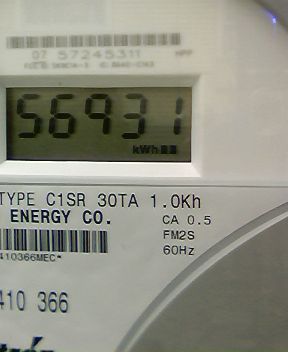 07 57245311 HPP
56931
kWh
TYPE C1SR 30TA 1.0Kh
ENERGY CO. CA 0.5
FM2S
410366MEC* 60Hz
410 366